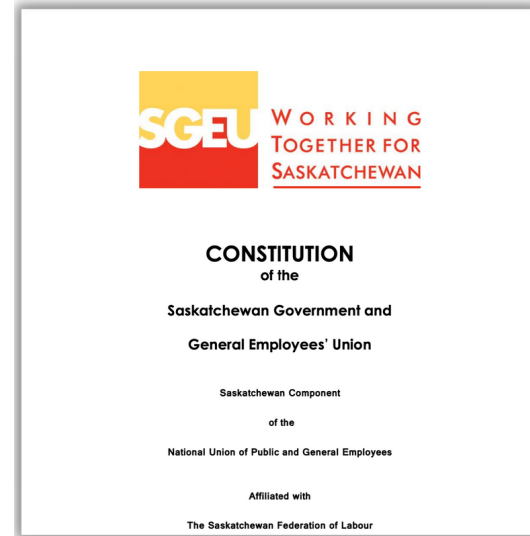 SGEU
WORKING
TOGETHER FOR
SASKATCHEWAN
CONSTITUTION
of the
Saskatchewan Government and
General Employees' Union
Saskatchewan Component
of the
National Union of Public and General Employees
Affiliated with
The Saskatchewan Federation of Labour